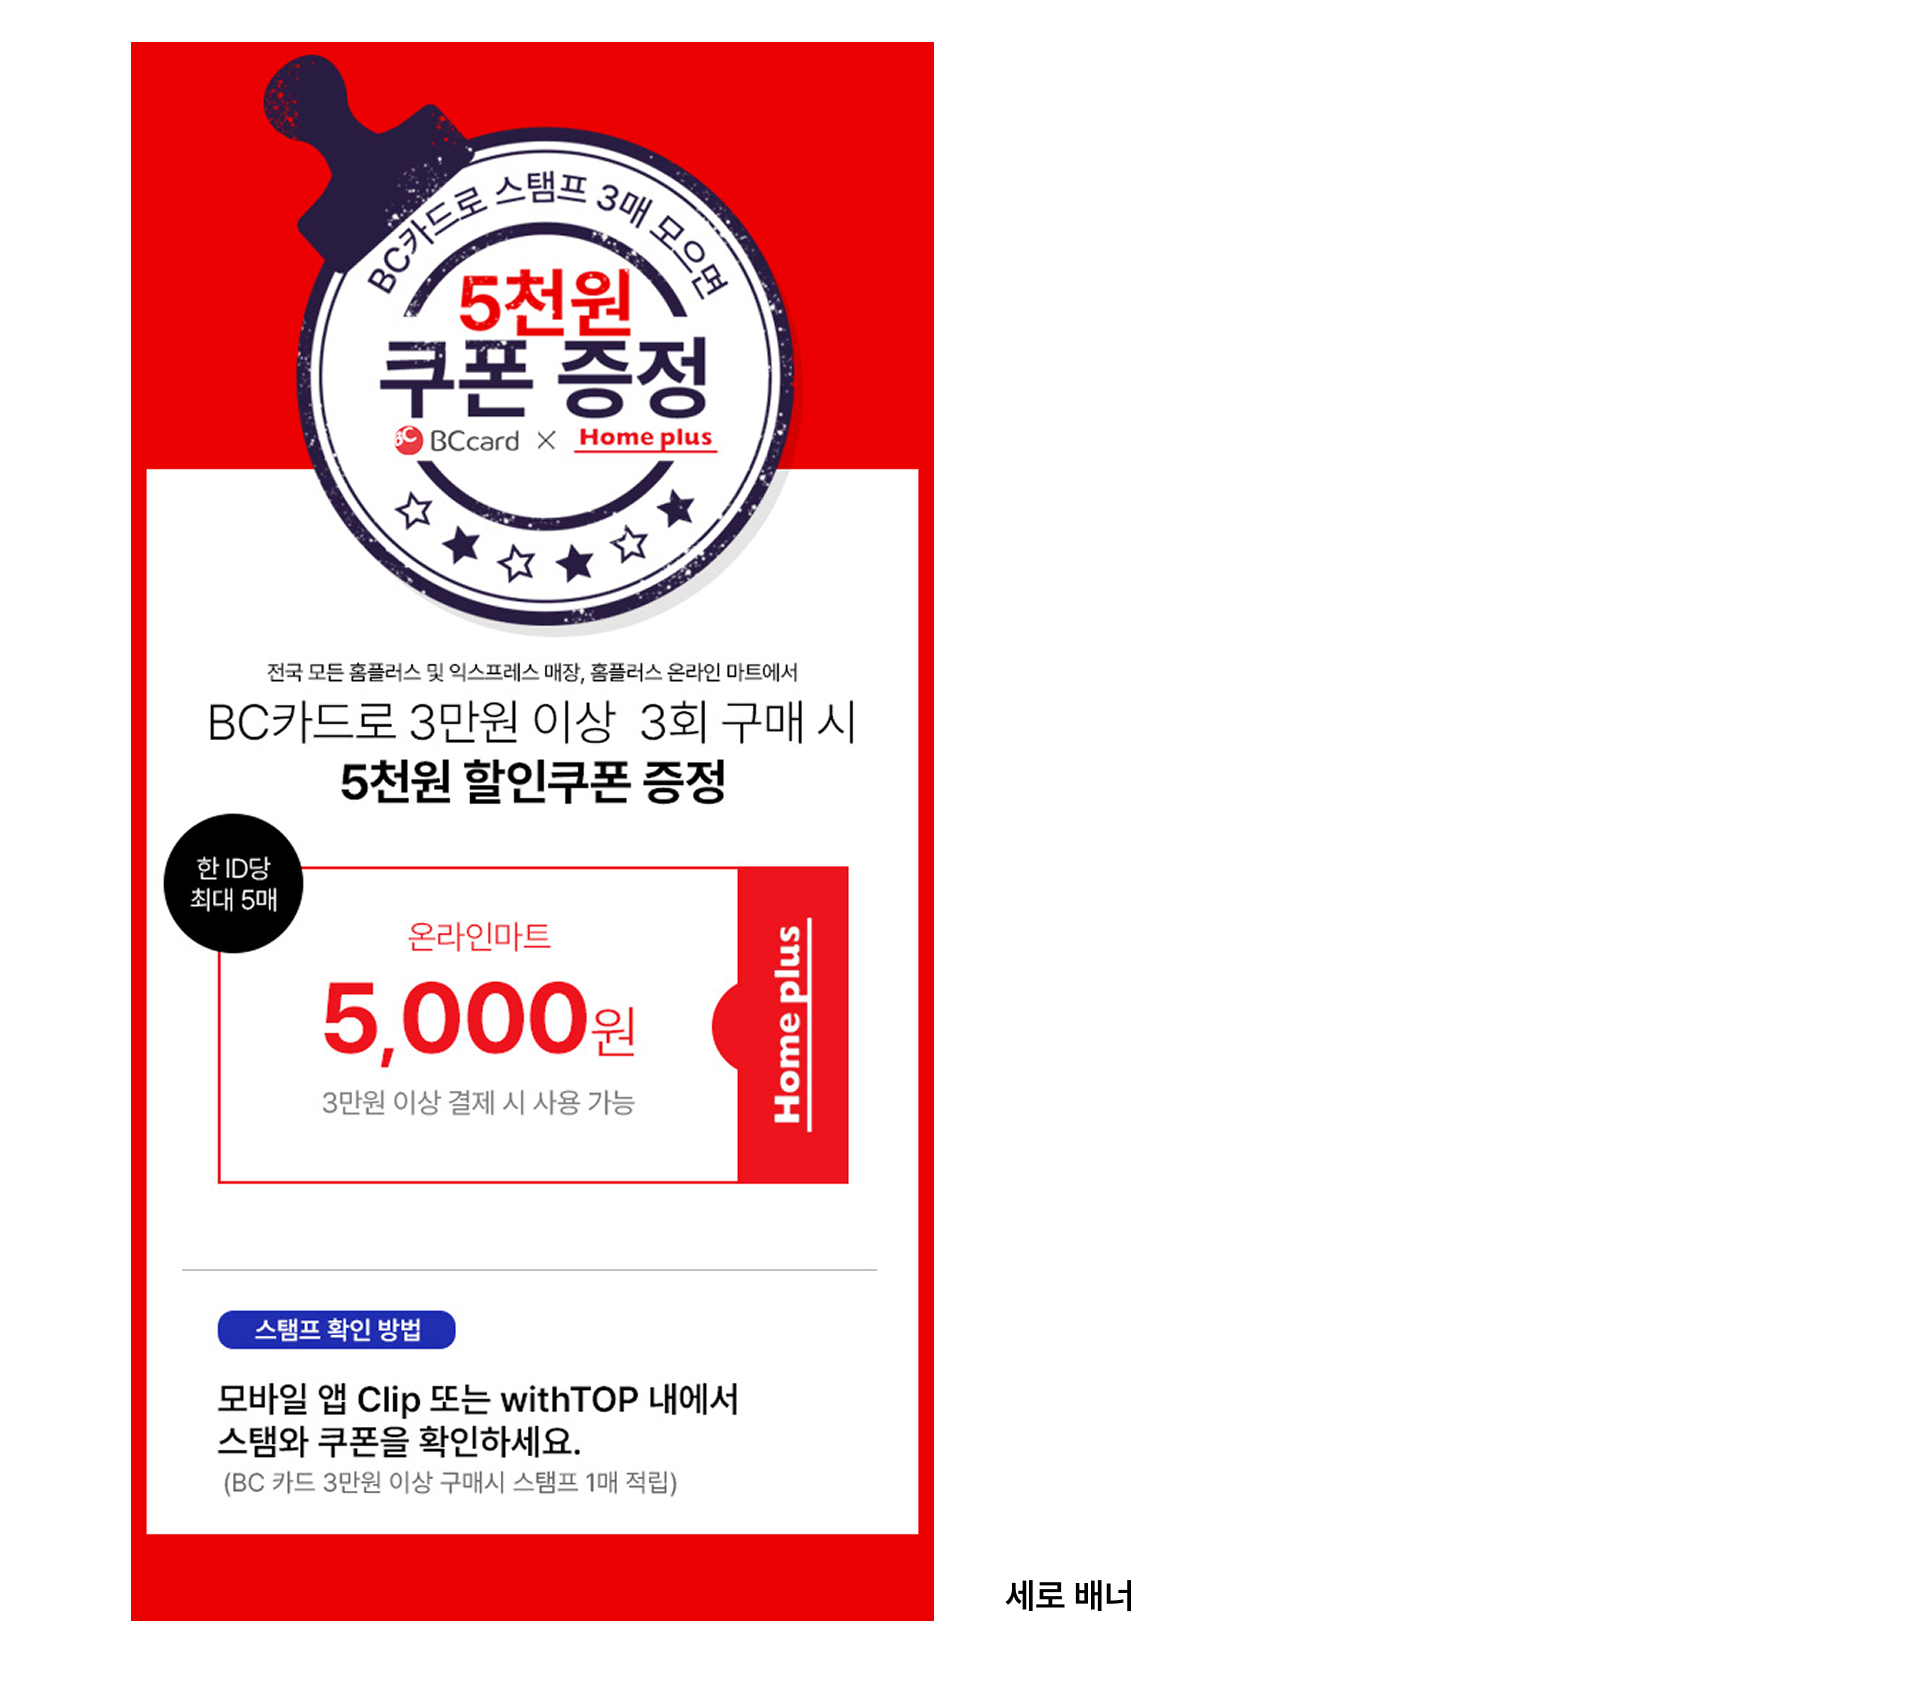 BC카드로 스탬프 3매 모으면
5천원
쿠폰 증정
BC BCcard × Home plus
전국 모든 홈플러스 및 익스프레스 매장, 홈플러스 온라인 마트에서
BC카드로 3만원 이상 3회 구매 시
5천원 할인쿠폰 증정
한 ID당
최대 5매
온라인마트
5,000원
3만원 이상 결제 시 사용 가능
Home plus
스탬프 확인 방법
모바일 앱 Clip 또는 withTOP 내에서
스탬와 쿠폰을 확인하세요.
(BC 카드 3만원 이상 구매시 스탬프 1매 적립)
세로 배너